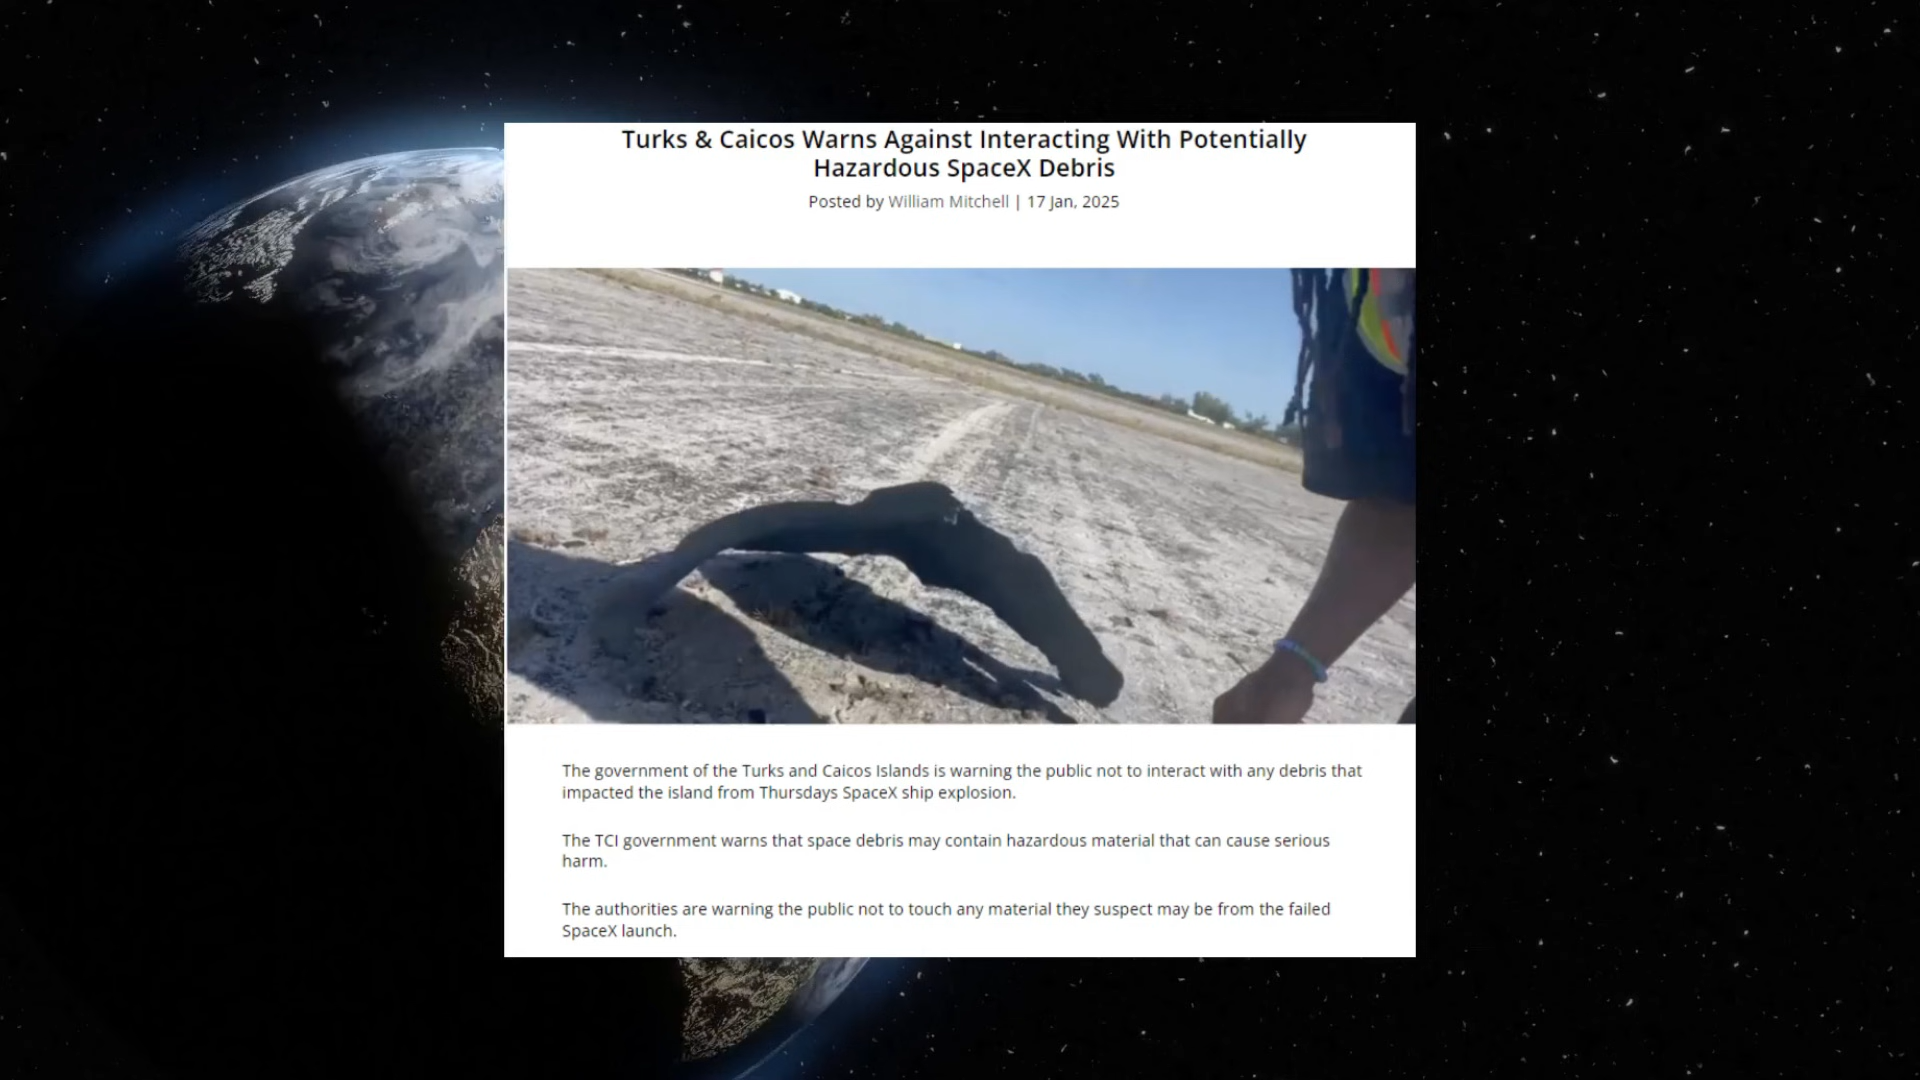 Turks & Caicos Warns Against Interacting With Potentially
Hazardous SpaceX Debris
Posted by William Mitchell | 17 Jan, 2025
The government of the Turks and Caicos Islands is warning the public not to interact with any debris that
impacted the island from Thursdays SpaceX ship explosion.
The TCI government warns that space debris may contain hazardous material that can cause serious
harm.
The authorities are warning the public not to touch any material they suspect may be from the failed
SpaceX launch.